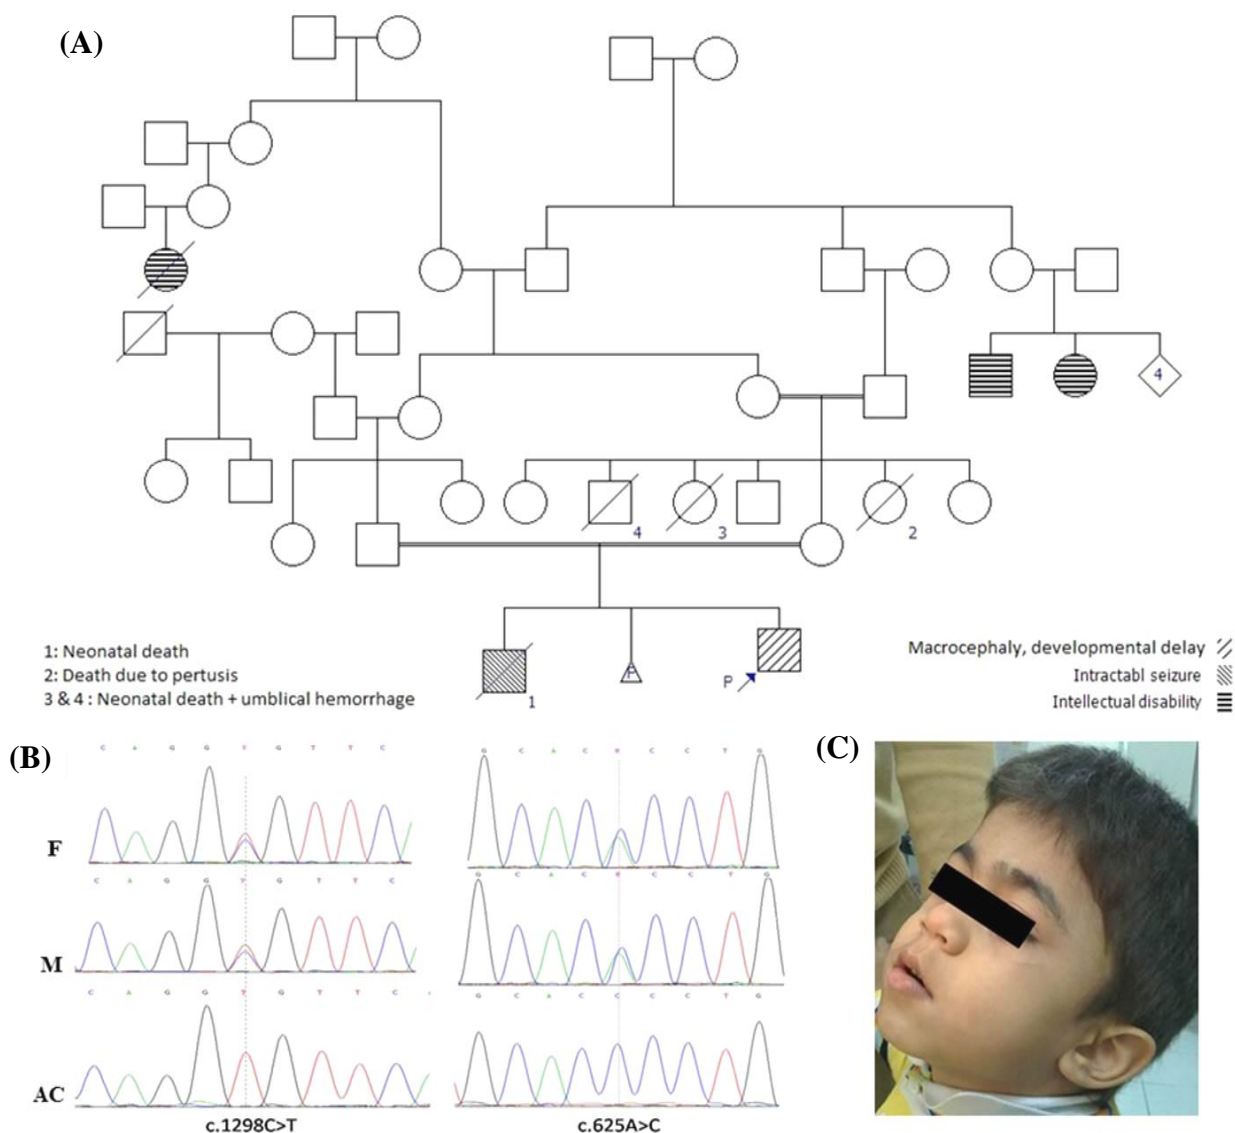 (A)
4
4
3
2
1: Neonatal death
2: Death due to pertusis
3 & 4 : Neonatal death + umblical hemorrhage
P
P
1
Macrocephaly, developmental delay
Intractabl seizure
Intellectual disability
(B)
C A G G Y G T T C
G C A C M C C T G
F
C A G G Y G T T C
G C A C M C C T G
M
C A G G T G T T C
G C A C C C C T G
AC
c.1298C>T
c.625A>C
(C)